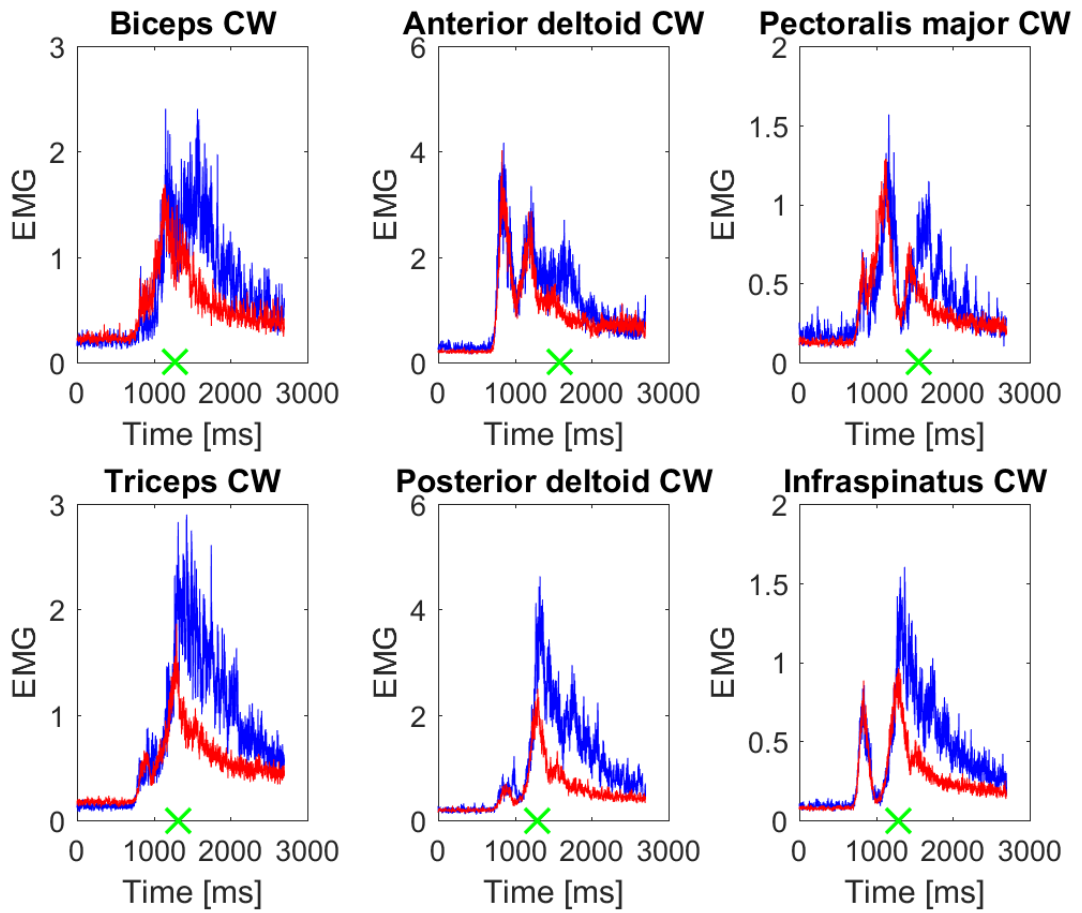 Biceps CW
3
2
1
0
EMG
0 1000 2000 3000
Time [ms]
Anterior deltoid CW
6
4
2
0
EMG
0 1000 2000 3000
Time [ms]
Pectoralis major CW
2
1.5
1
0.5
0
EMG
0 1000 2000 3000
Time [ms]
Triceps CW
3
2
1
0
EMG
0 1000 2000 3000
Time [ms]
Posterior deltoid CW
6
4
2
0
EMG
0 1000 2000 3000
Time [ms]
Infraspinatus CW
2
1.5
1
0.5
0
EMG
0 1000 2000 3000
Time [ms]